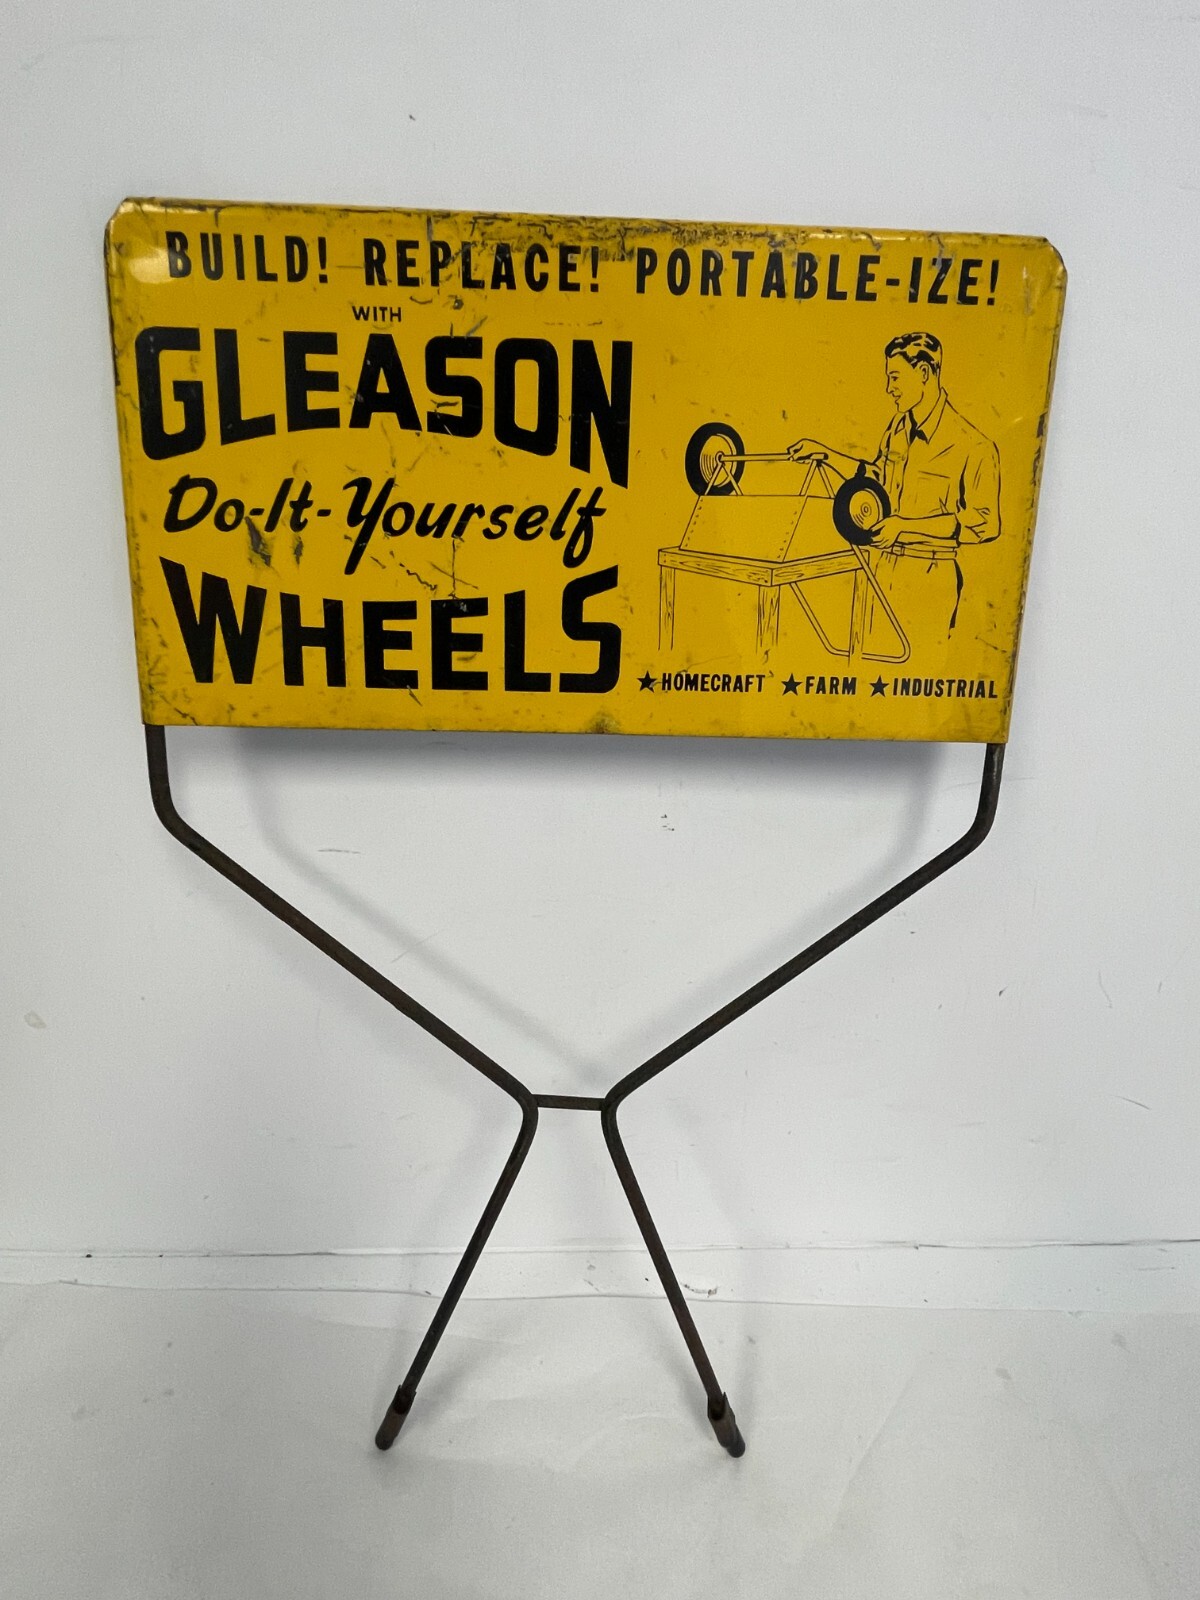 BUILD! REPLACE! PORTABLE-IZE!
WITH
GLEASON
Do-It-Yourself
WHEELS
★HOMECRAFT ★FARM ★INDUSTRIAL